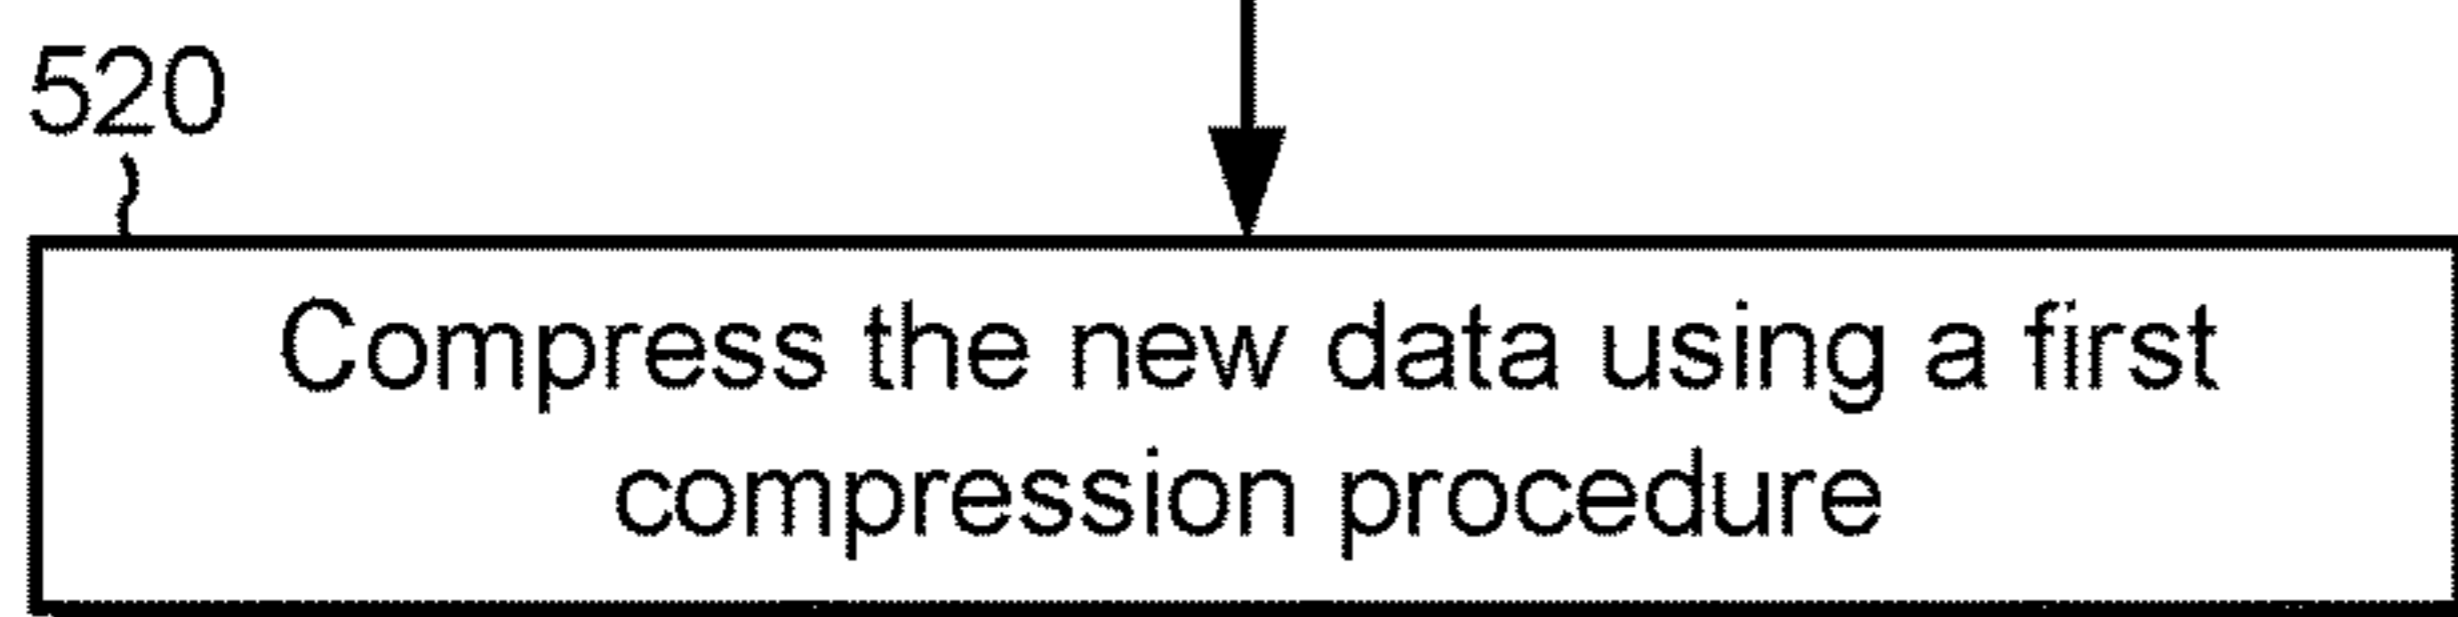 520
Compress the new data using a first
compression procedure